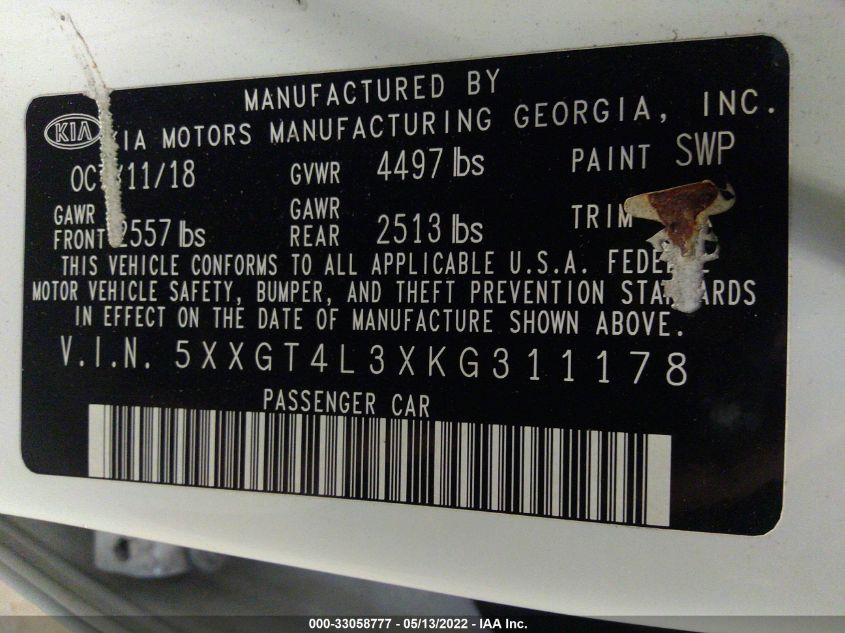 MANUFACTURED BY
KIA KIA MOTORS MANUFACTURING GEORGIA, INC.
OCT/11/18 GVWR 4497 lbs PAINT SWP
GAWR FRONT 2557 lbs GAWR REAR 2513 lbs TRIM
THIS VEHICLE CONFORMS TO ALL APPLICABLE U.S.A. FEDERAL
MOTOR VEHICLE SAFETY, BUMPER, AND THEFT PREVENTION STANDARDS
IN EFFECT ON THE DATE OF MANUFACTURE SHOWN ABOVE.
V.I.N. 5XXGT4L3XKG311178
PASSENGER CAR
000-33058777 - 05/13/2022 - IAA Inc.